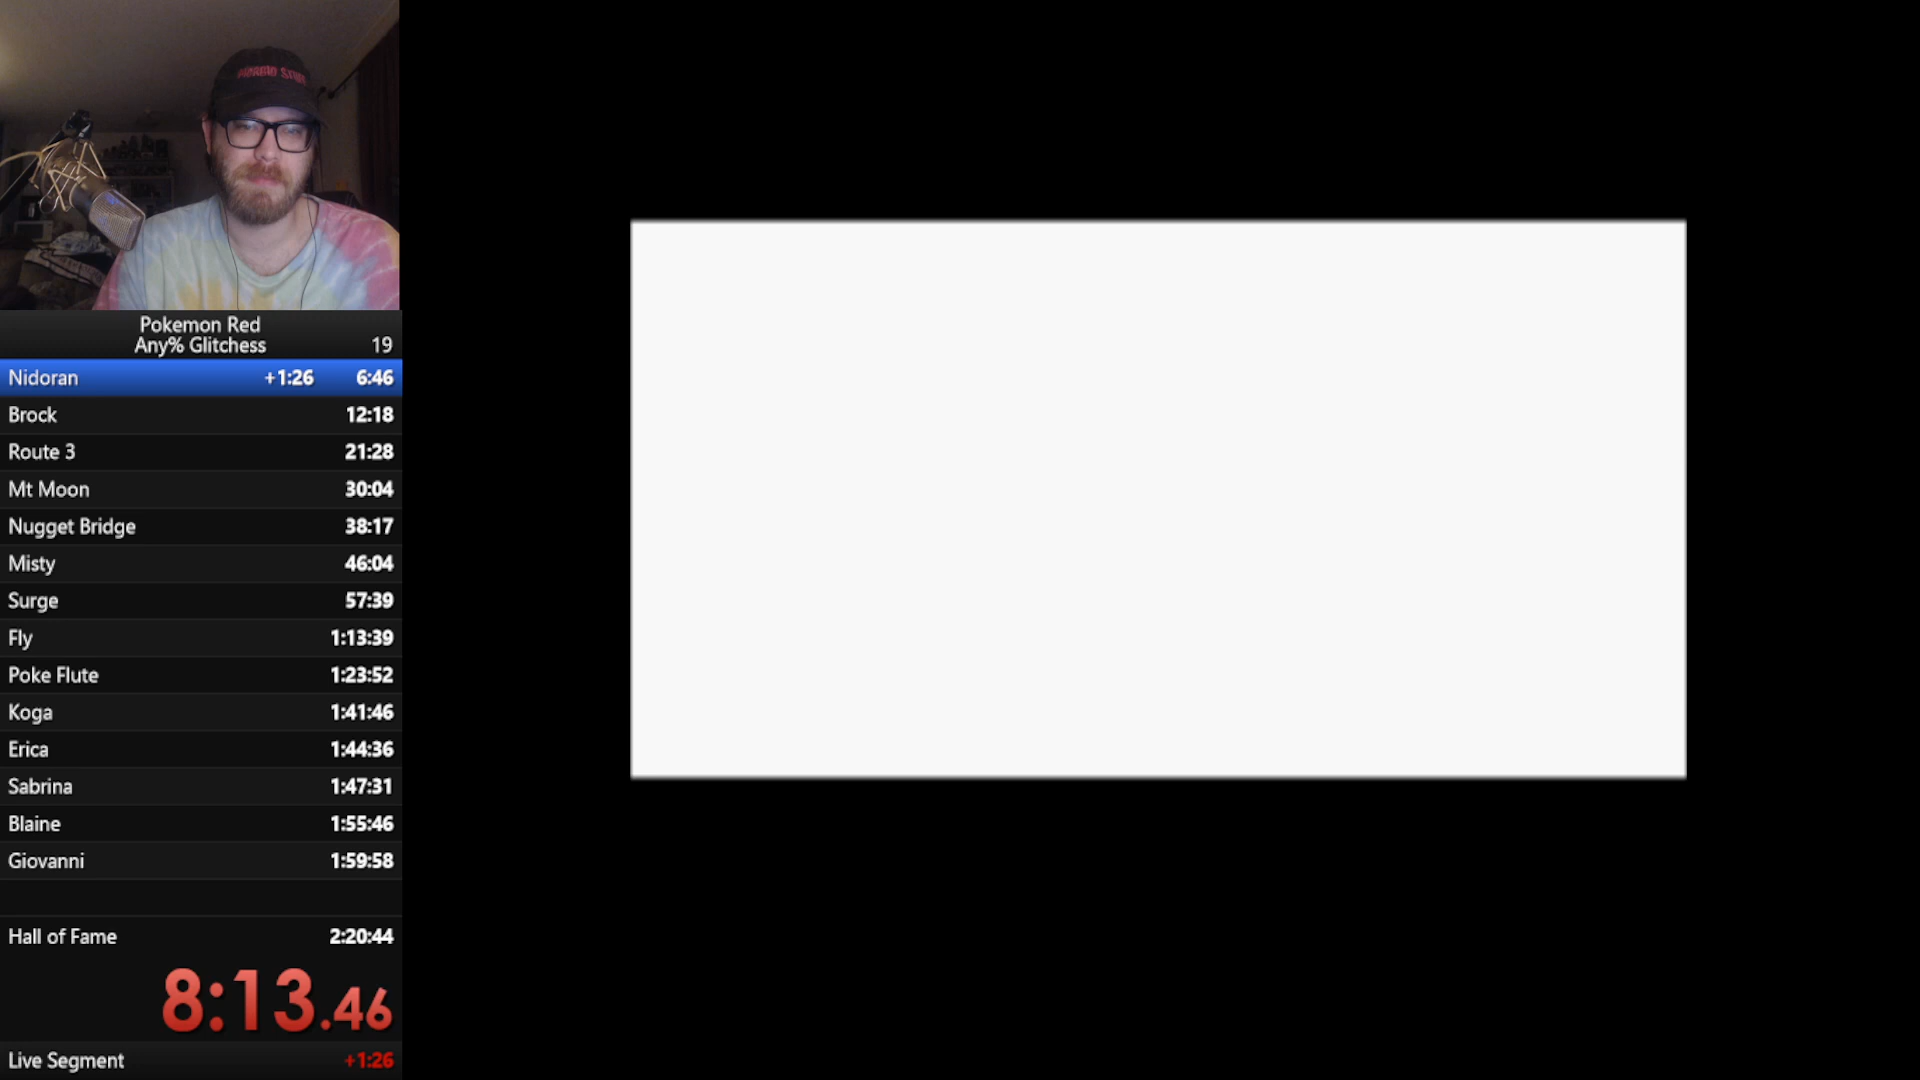 Pokemon Red
Any% Glitchess 19
Nidoran +1:26 6:46
Brock 12:18
Route 3 21:28
Mt Moon 30:04
Nugget Bridge 38:17
Misty 46:04
Surge 57:39
Fly 1:13:39
Poke Flute 1:23:52
Koga 1:41:46
Erica 1:44:36
Sabrina 1:47:31
Blaine 1:55:46
Giovanni 1:59:58
Hall of Fame 2:20:44
8:13.46
Live Segment +1:26